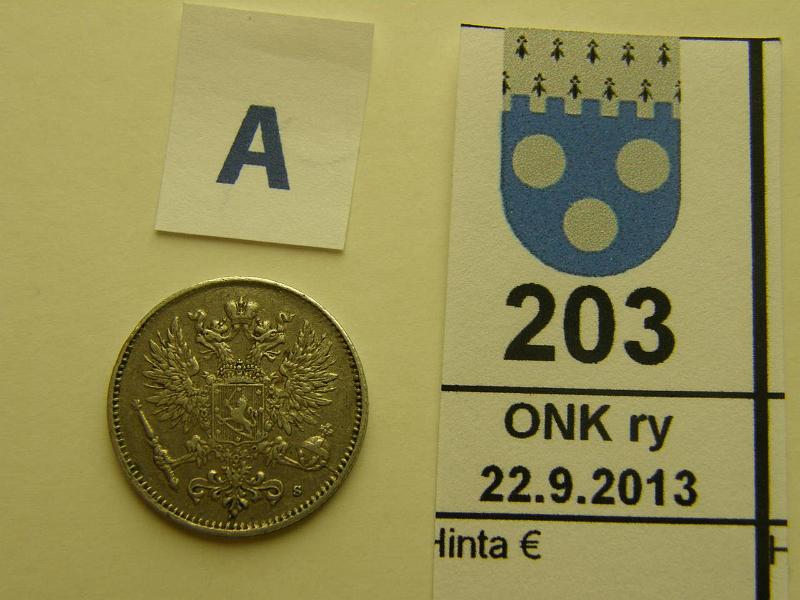 A
203
ONK ry
22.9.2013
Hinta €
S